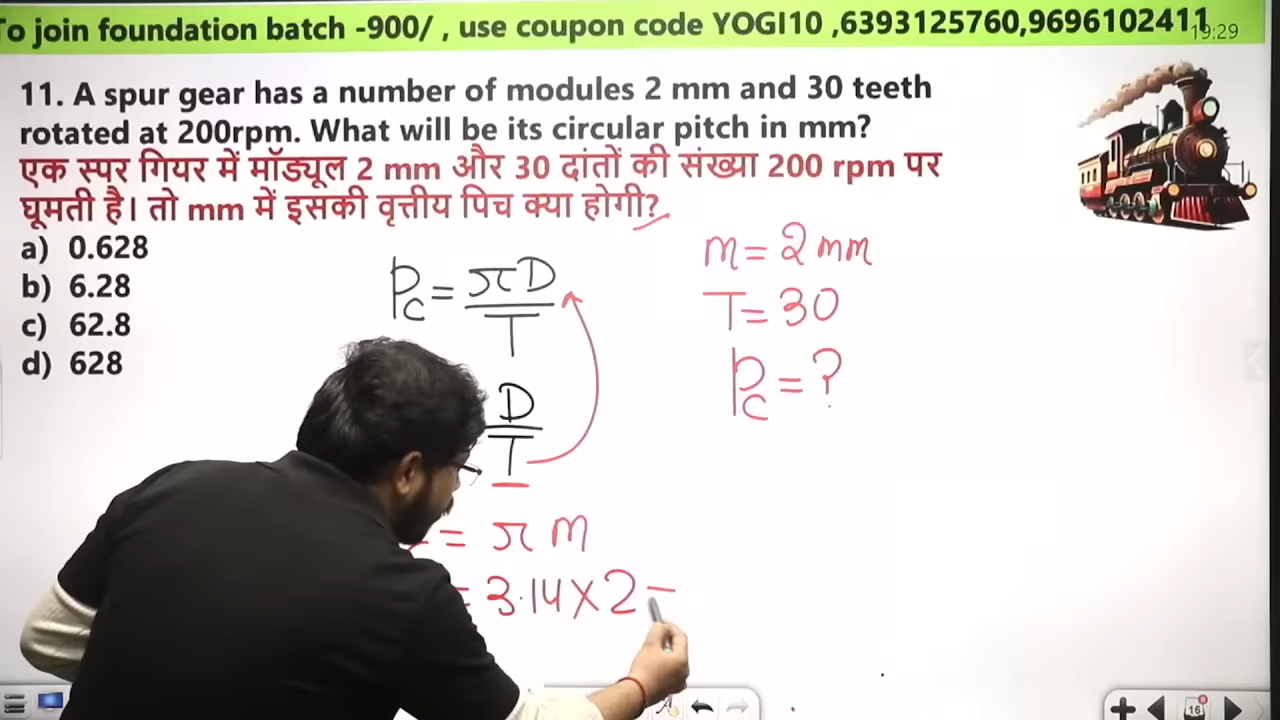 To join foundation batch -900/ , use coupon code YOGI10 ,6393125760,9696102411
19:29
11. A spur gear has a number of modules 2 mm and 30 teeth
rotated at 200rpm. What will be its circular pitch in mm?
एक स्पर गियर में मॉड्यूल 2 mm और 30 दांतों की संख्या 200 rpm पर
घूमती है। तो mm में इसकी वृत्तीय पिच क्या होगी?
a) 0.628
b) 6.28
c) 62.8
d) 628
Pc = πD
T
D
T
= π m
= 3.14 × 2
m = 2 mm
T = 30
Pc = ?
16